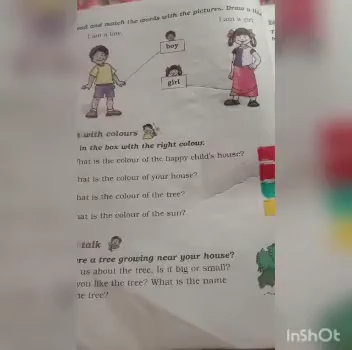 and match the words with the pictures. Draw a line
I am a boy.
I am a girl.
boy
girl
with colours
in the box with the right colour.
hat is the colour of the happy child's house?
hat is the colour of your house?
hat is the colour of the tree?
hat is the colour of the sun?
talk
re a tree growing near your house?
us about the tree. Is it big or small?
you like the tree? What is the name
e tree?
InShOt